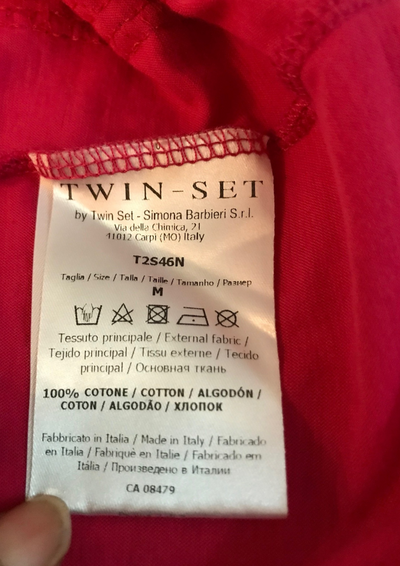 TWIN-SET
by Twin Set - Simona Barbieri S.r.l.
Via della Chimica, 21
41012 Carpi (MO) Italy
T2S46N
Taglia / Size / Talla / Taille / Tamanho / Размер
M
Tessuto principale / External fabric /
Tejido principal / Tissu externe / Tecido
principal / Основная ткань
100% COTONE / COTTON / ALGODÓN /
COTON / ALGODÃO / ХЛОПОК
Fabbricato in Italia / Made in Italy / Fabricado
en Italia / Fabriqué en Italie / Fabricado em
Itália / Произведено в Италии
CA 08479